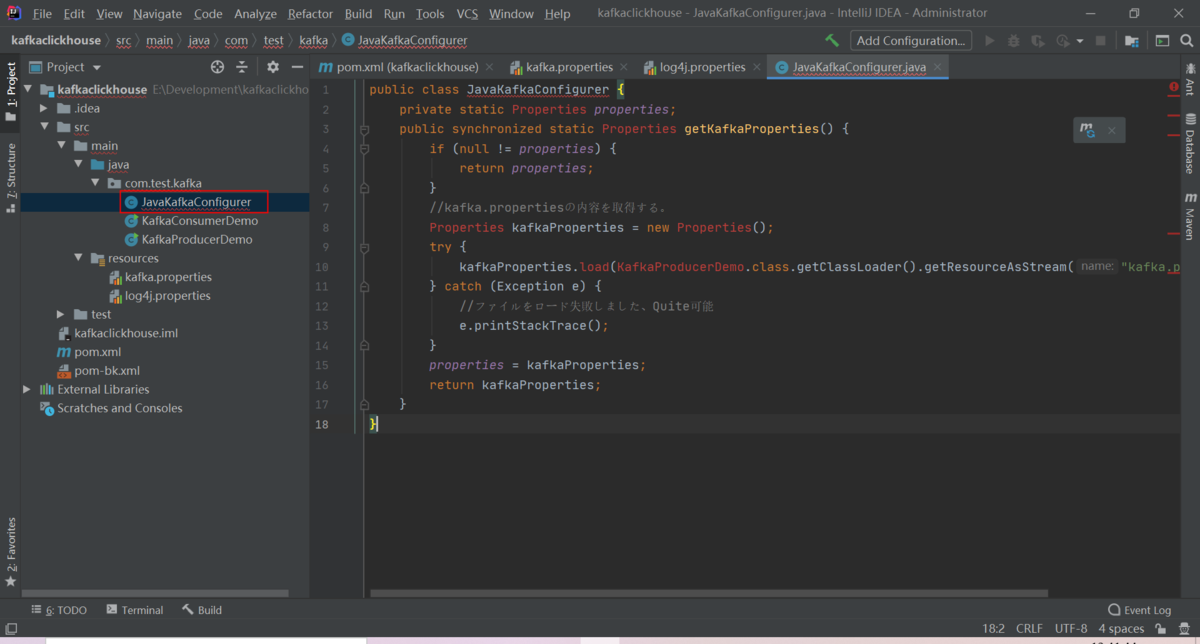 File Edit View Navigate Code Analyze Refactor Build Run Tools VCS Window Help kafkaclickhouse - JavaKafkaConfigurer.java - IntelliJ IDEA - Administrator
kafkaclickhouse src main java com test kafka JavaKafkaConfigurer Add Configuration...
Project
pom.xml (kafkaclickhouse) kafka.properties log4j.properties JavaKafkaConfigurer.java
1: Project
Z: Structure
2: Favorites
kafkaclickhouse E:\Development\kafkaclickho
.idea
src
main
java
com.test.kafka
JavaKafkaConfigurer
KafkaConsumerDemo
KafkaProducerDemo
resources
kafka.properties
log4j.properties
test
kafkaclickhouse.iml
pom.xml
pom-bk.xml
External Libraries
Scratches and Consoles
1 public class JavaKafkaConfigurer {
2 private static Properties properties;
3 public synchronized static Properties getKafkaProperties() {
4 if (null != properties) {
5 return properties;
6 }
7 //kafka.propertiesの内容を取得する。
8 Properties kafkaProperties = new Properties();
9 try {
10 kafkaProperties.load(KafkaProducerDemo.class.getClassLoader().getResourceAsStream( name: "kafka.p
11 } catch (Exception e) {
12 //ファイルをロード失敗しました、Quite可能
13 e.printStackTrace();
14 }
15 properties = kafkaProperties;
16 return kafkaProperties;
17 }
18 }
Ant
Database
Maven
6: TODO Terminal Build Event Log
18:2 CRLF UTF-8 4 spaces